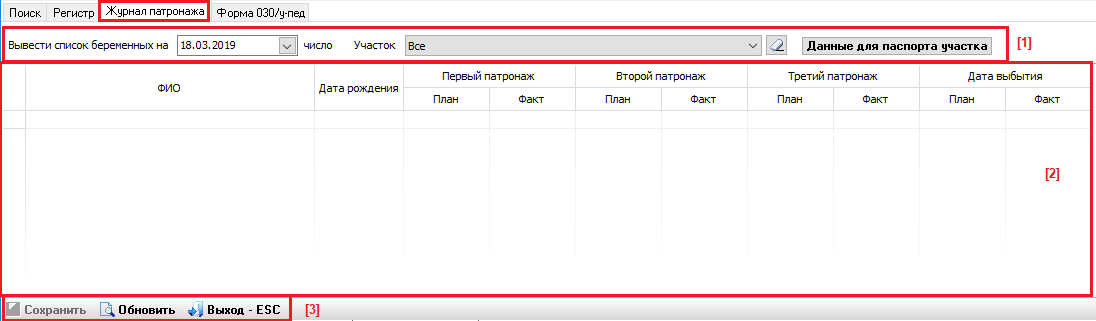 Поиск Регистр Журнал патронажа Форма 030/у-пед
Вывести список беременных на 18.03.2019 число Участок Все Данные для паспорта участка [1]
ФИО Дата рождения Первый патронаж Второй патронаж Третий патронаж Дата выбытия
План Факт План Факт План Факт План Факт
[2]
Сохранить Обновить Выход - ESC [3]